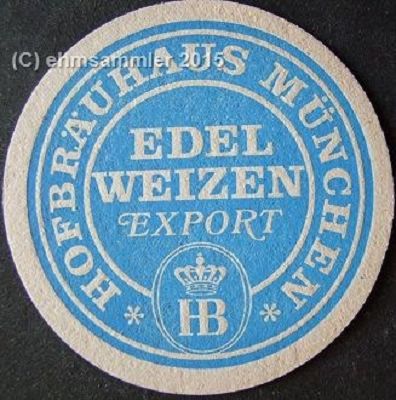 (C) ehmsammler 2015
* HOFBRÄUHAUS MÜNCHEN *
EDEL
WEIZEN
EXPORT
HB